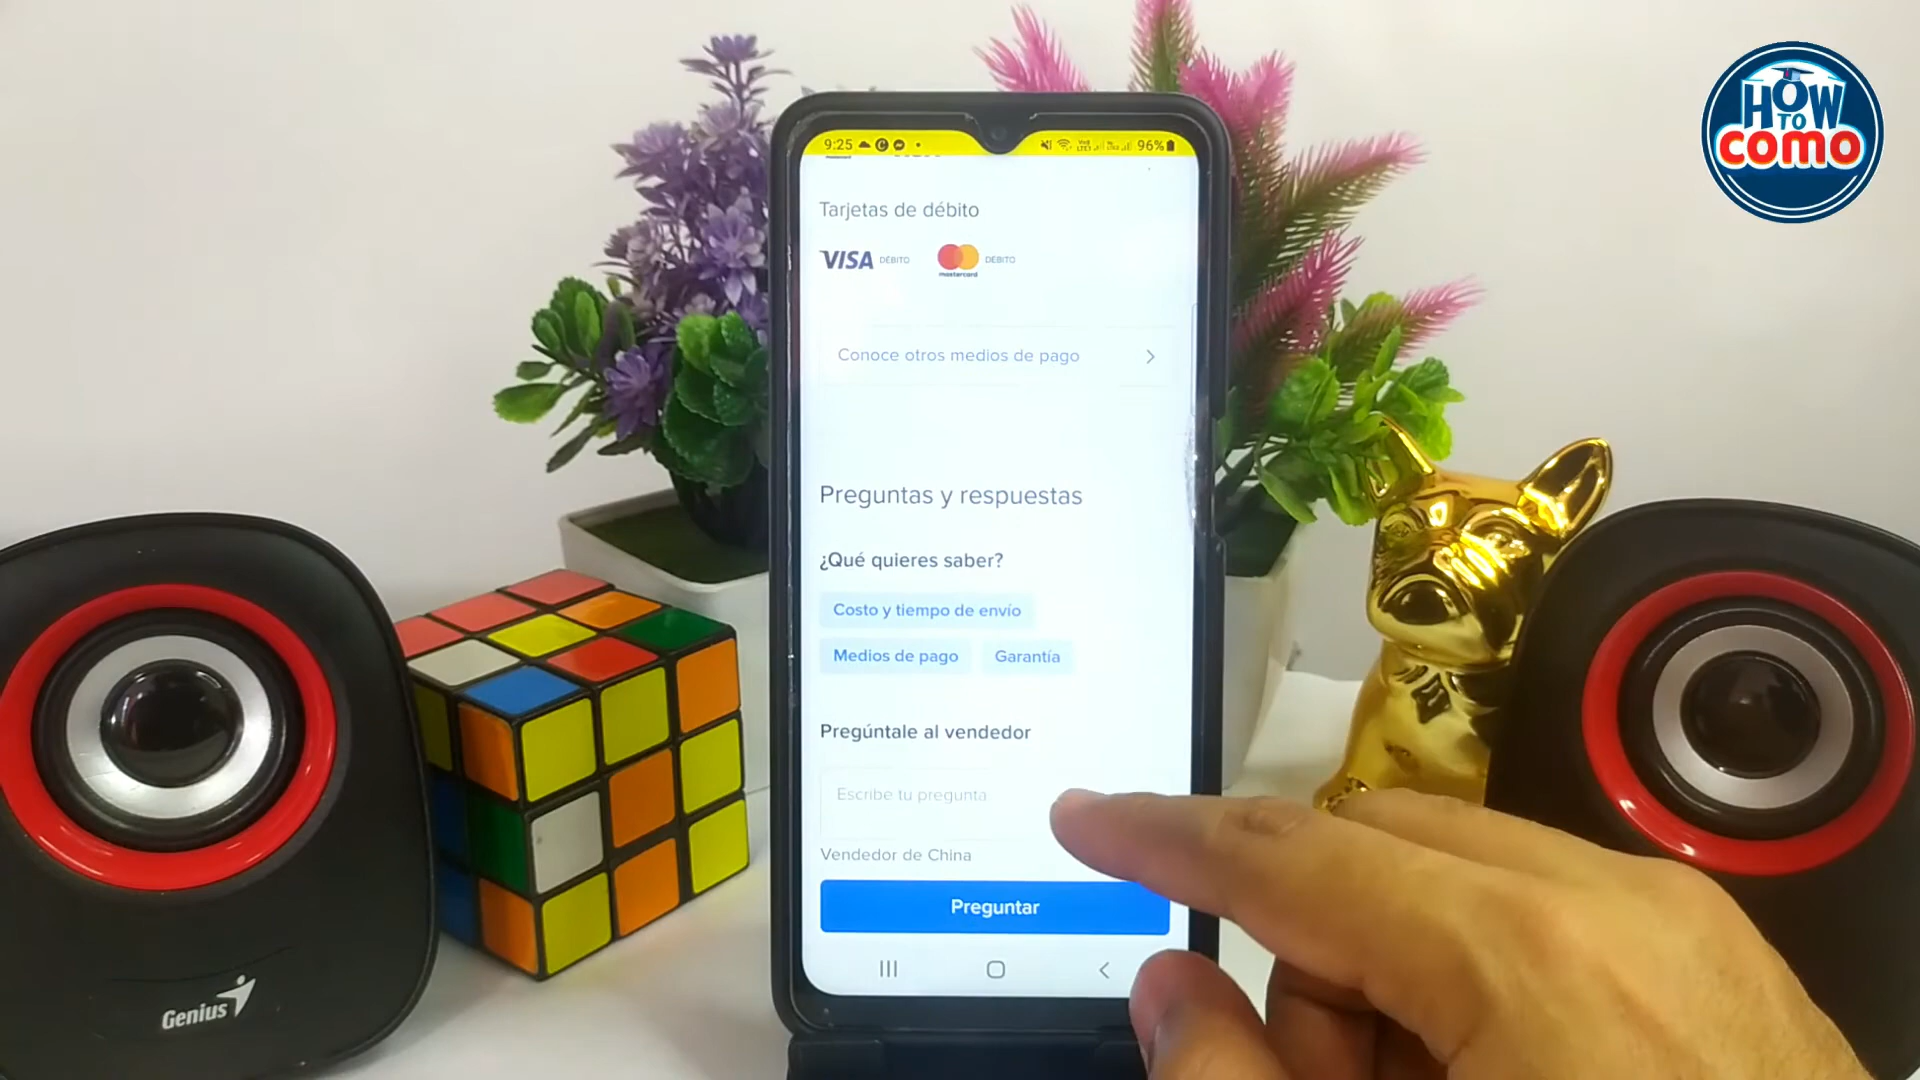 HOW
TO
como
9:25
96%
Tarjetas de débito
VISA DÉBITO
mastercard DÉBITO
Conoce otros medios de pago
Preguntas y respuestas
¿Qué quieres saber?
Costo y tiempo de envío
Medios de pago
Garantía
Pregúntale al vendedor
Escribe tu pregunta
Vendedor de China
Preguntar
Genius